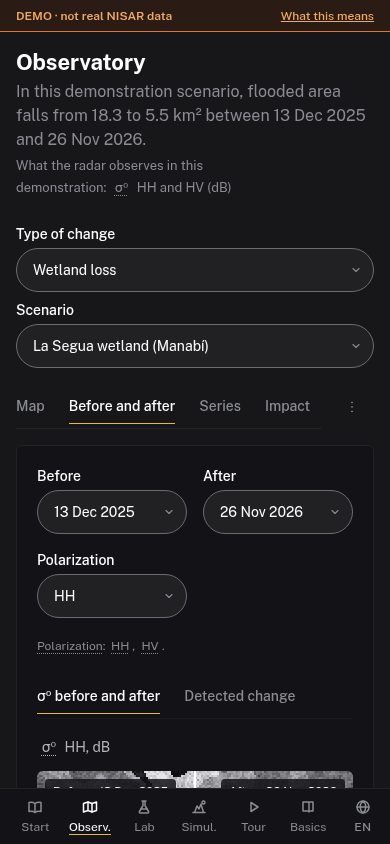 DEMO · not real NISAR data What this means
Observatory
In this demonstration scenario, flooded area
falls from 18.3 to 5.5 km² between 13 Dec 2025
and 26 Nov 2026.
What the radar observes in this
demonstration: σ⁰ HH and HV (dB)
Type of change
Wetland loss
Scenario
La Segua wetland (Manabí)
Map Before and after Series Impact ⋮
Before After
13 Dec 2025 26 Nov 2026
Polarization
HH
Polarization: HH , HV .
σ⁰ before and after Detected change
σ⁰ HH, dB
Start Observ. Lab Simul. Tour Basics EN